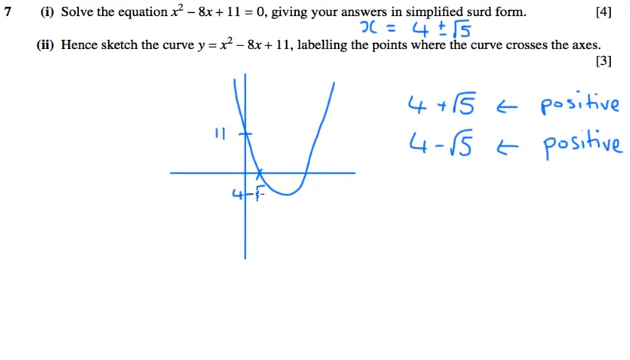 7 (i) Solve the equation x² − 8x + 11 = 0, giving your answers in simplified surd form. [4]
x = 4 ± √5
(ii) Hence sketch the curve y = x² − 8x + 11, labelling the points where the curve crosses the axes.
[3]
4 + √5 ← positive
11
4 - √5 ← positive